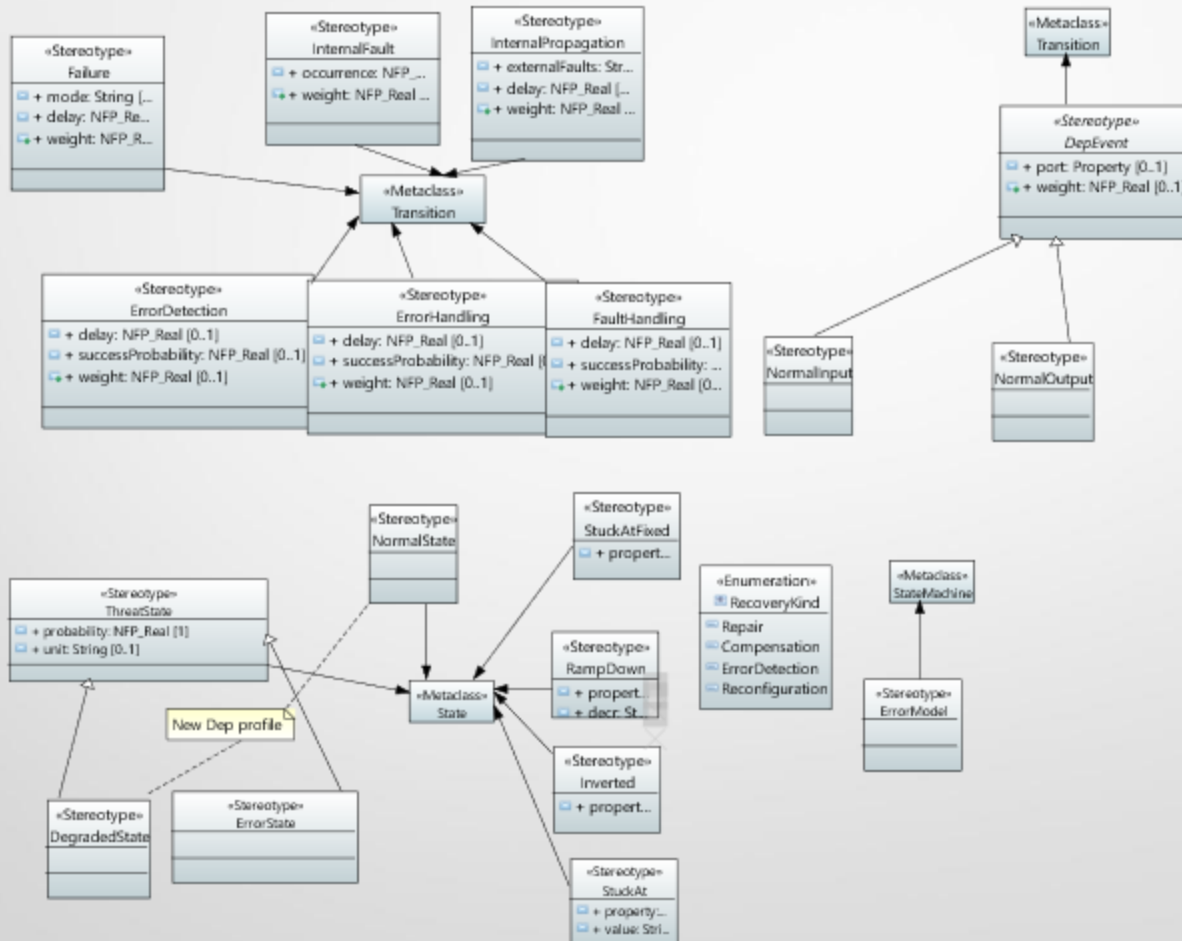 «Stereotype»
Failure
+ mode: String [...
+ delay: NFP_Re...
+ weight: NFP_R...
«Stereotype»
InternalFault
+ occurrence: NFP_...
+ weight: NFP_Real ...
«Stereotype»
InternalPropagation
+ externalFaults: Str...
+ delay: NFP_Real [...
+ weight: NFP_Real ...
«Metaclass»
Transition
«Metaclass»
Transition
«Stereotype»
DepEvent
+ port: Property [0..1]
+ weight: NFP_Real [0..1
«Stereotype»
ErrorDetection
+ delay: NFP_Real [0..1]
+ successProbability: NFP_Real [0..1]
+ weight: NFP_Real [0..1]
«Stereotype»
ErrorHandling
+ delay: NFP_Real [0..1]
+ successProbability: NFP_Real [(
+ weight: NFP_Real [0..1]
«Stereotype»
FaultHandling
+ delay: NFP_Real [0..1]
+ successProbability: ...
+ weight: NFP_Real [0...
«Stereotype»
NormalInput
«Stereotype»
NormalOutput
«Stereotype»
NormalState
«Stereotype»
StuckAtFixed
+ propert...
«Stereotype»
ThreatState
+ probability: NFP_Real [1]
+ unit: String [0..1]
«Metaclass»
State
«Stereotype»
RampDown
+ propert...
+ decr: St...
«Enumeration»
RecoveryKind
Repair
Compensation
ErrorDetection
Reconfiguration
«Metaclass»
StateMachine
«Stereotype»
ErrorModel
New Dep profile
«Stereotype»
Inverted
+ propert...
«Stereotype»
DegradedState
«Stereotype»
ErrorState
«Stereotype»
StuckAt
+ property:...
+ value: Stri...